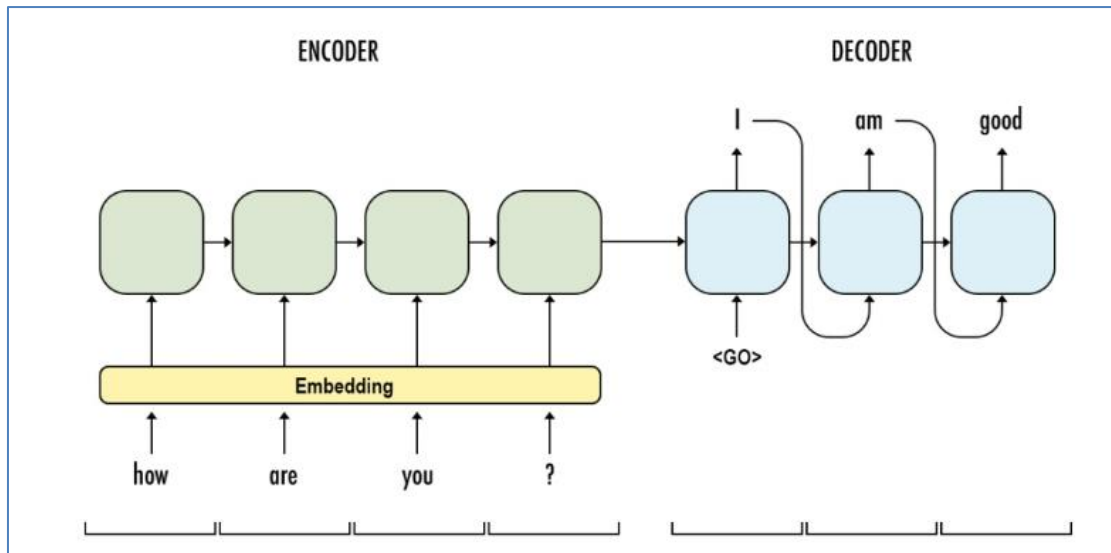 ENCODER DECODER
I am good
<GO>
Embedding
how are you ?